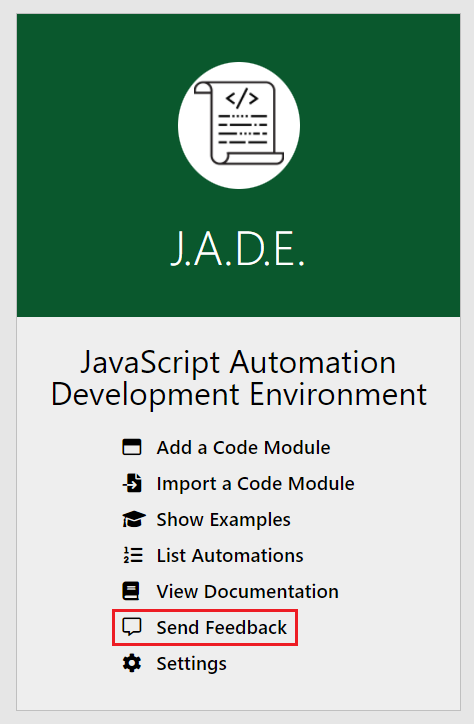 </>
J.A.D.E.
JavaScript Automation
Development Environment
Add a Code Module
Import a Code Module
Show Examples
List Automations
View Documentation
Send Feedback
Settings